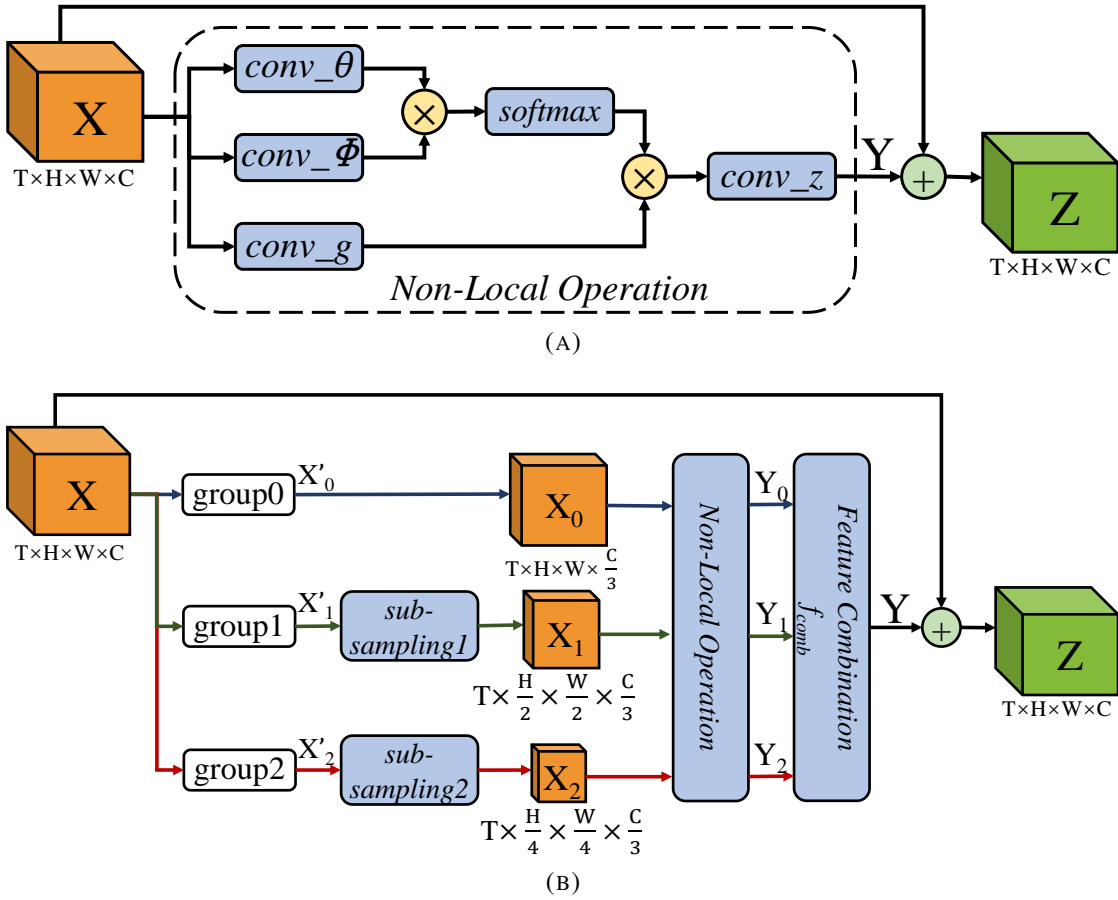 X
T×H×W×C
conv_θ
conv_Φ
conv_g
×
softmax
×
conv_z
Y
+
Z
T×H×W×C
Non-Local Operation
(A)
X
T×H×W×C
group0
X'₀
X₀
T×H×W× C/3
group1
X'₁
sub-
sampling1
X₁
T× H/2 × W/2 × C/3
group2
X'₂
sub-
sampling2
X₂
T× H/4 × W/4 × C/3
Non-Local Operation
Y₀
Y₁
Y₂
Feature Combination
f_comb
Y
+
Z
T×H×W×C
(B)